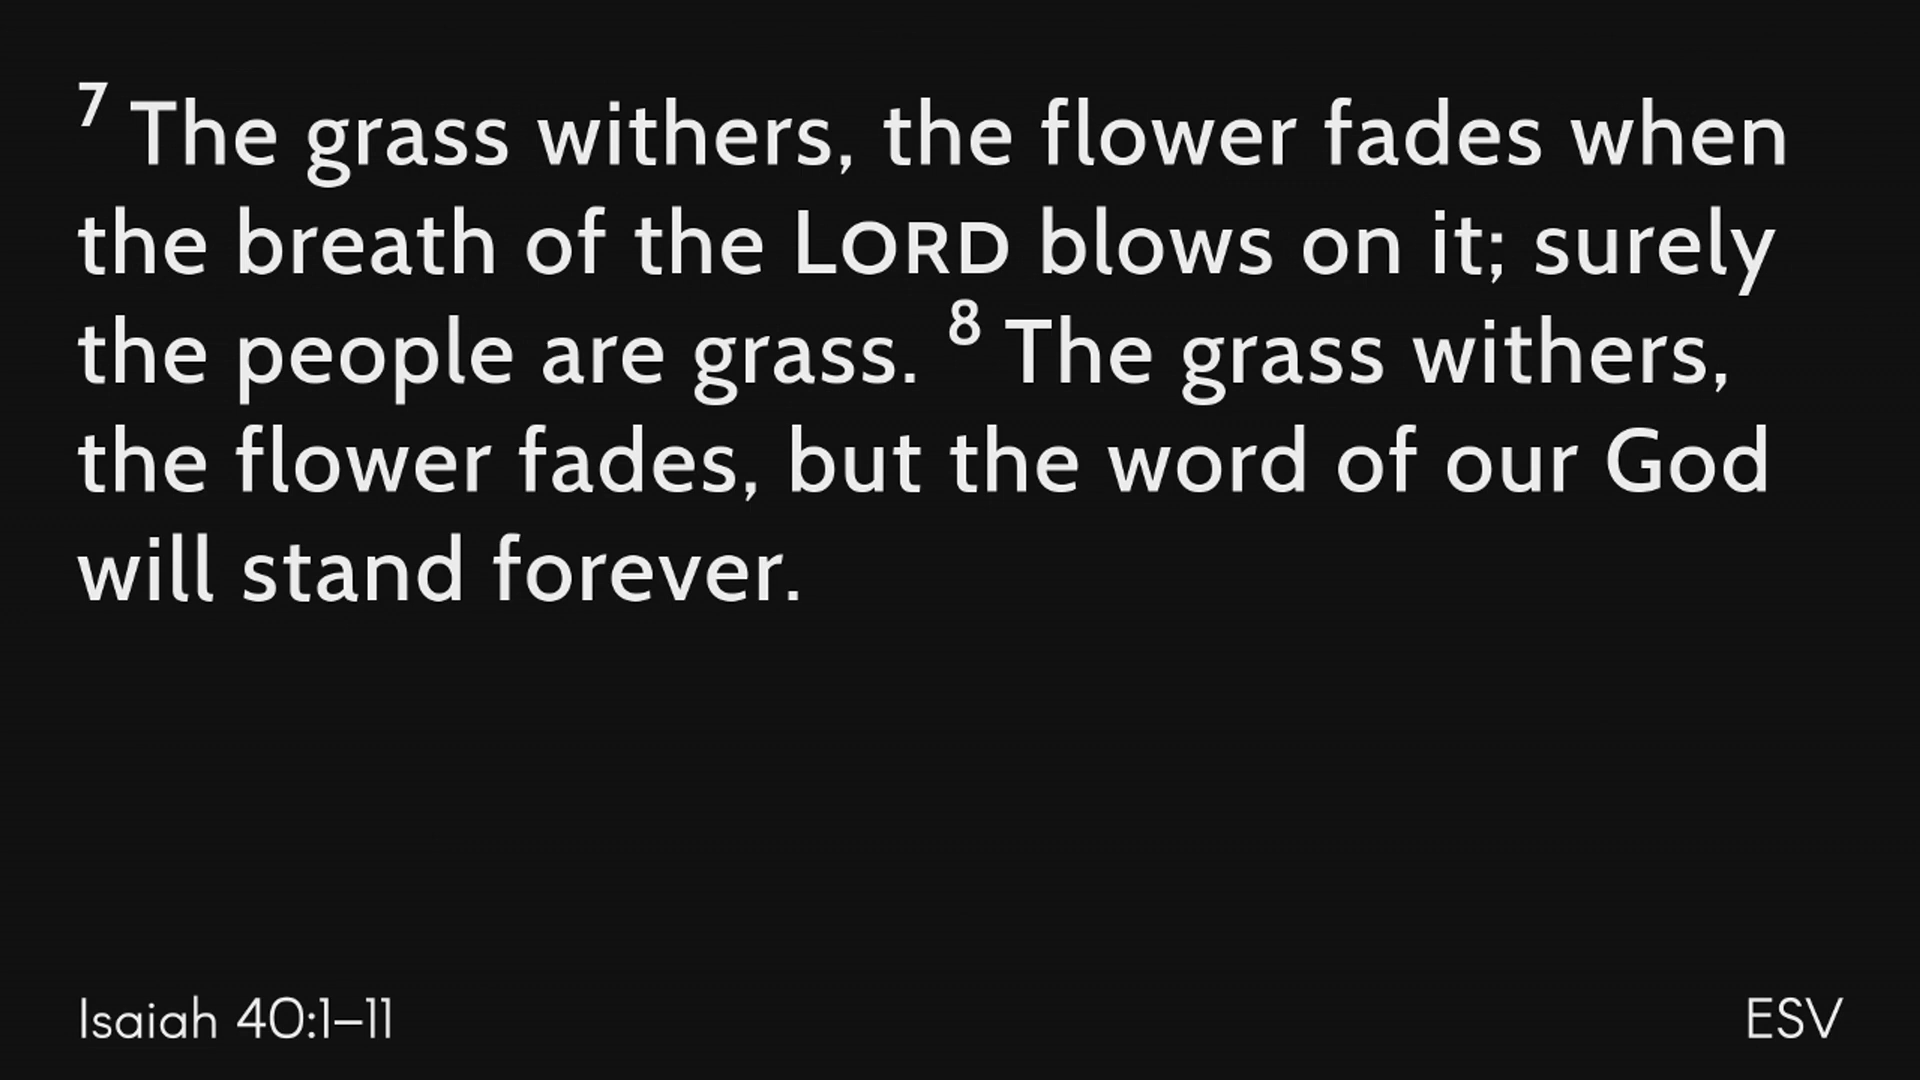 7 The grass withers, the flower fades when
the breath of the LORD blows on it; surely
the people are grass. 8 The grass withers,
the flower fades, but the word of our God
will stand forever.
Isaiah 40:1–11
ESV